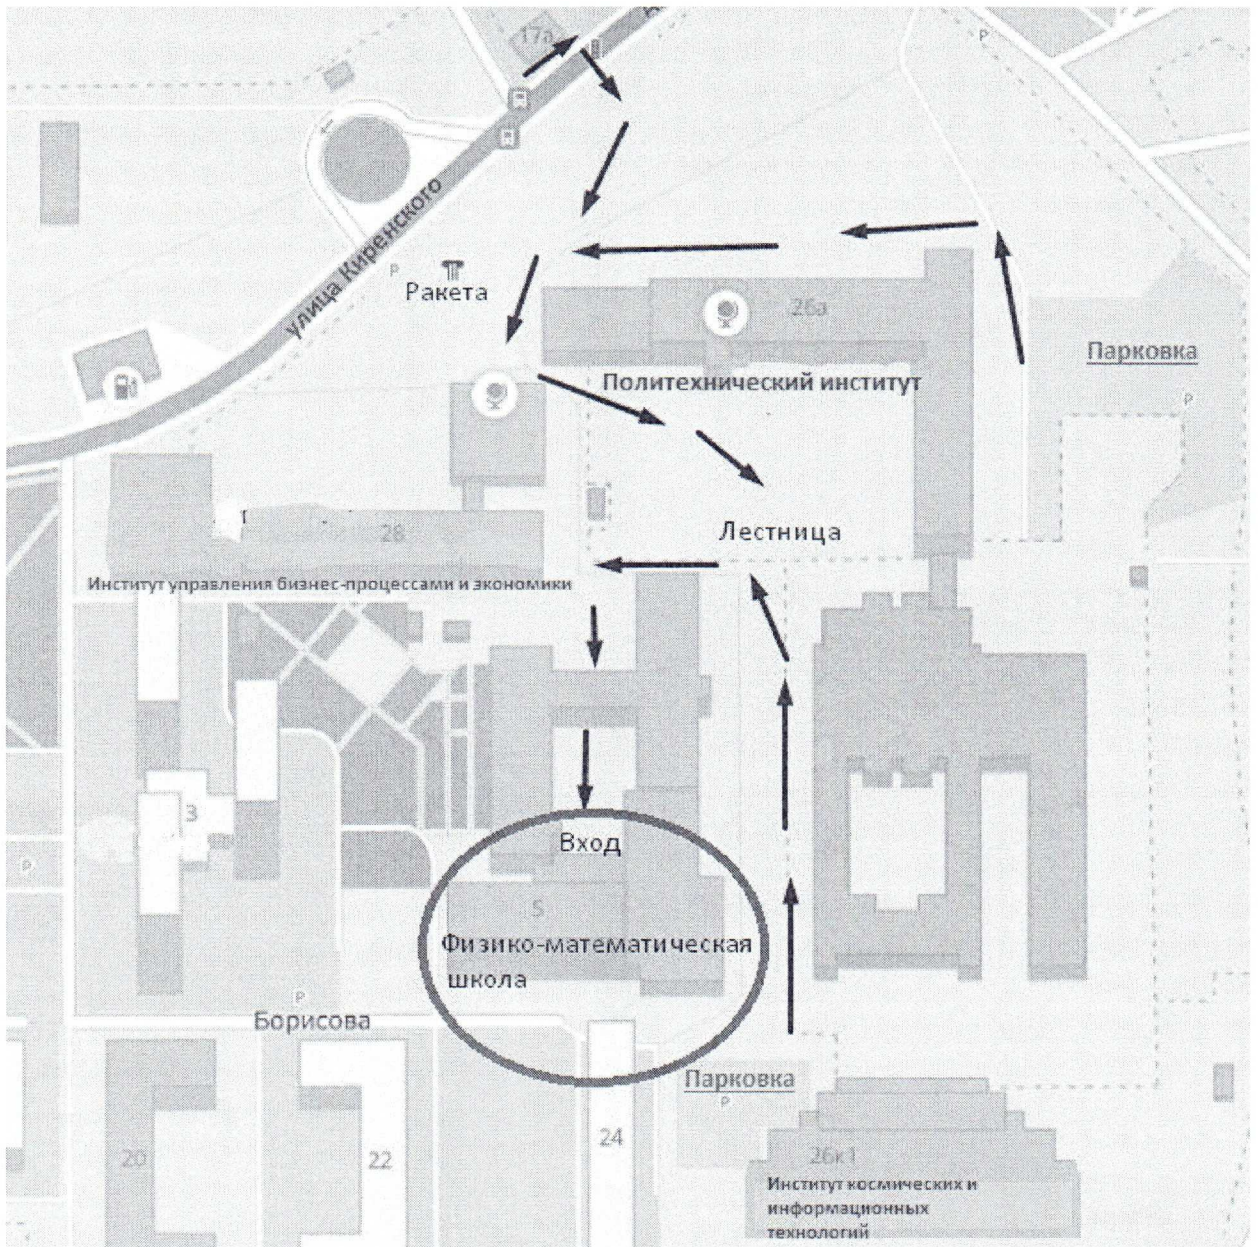 17а
улица Киренского
P
P
Ракета
26а
Парковка
P
Политехнический институт
Лестница
28
Институт управления бизнес-процессами и экономики
3
P
Вход
5
Физико-математическая
школа
P
Борисова
Парковка
P
20
22
24
26к1
Институт космических и
информационных
технологий